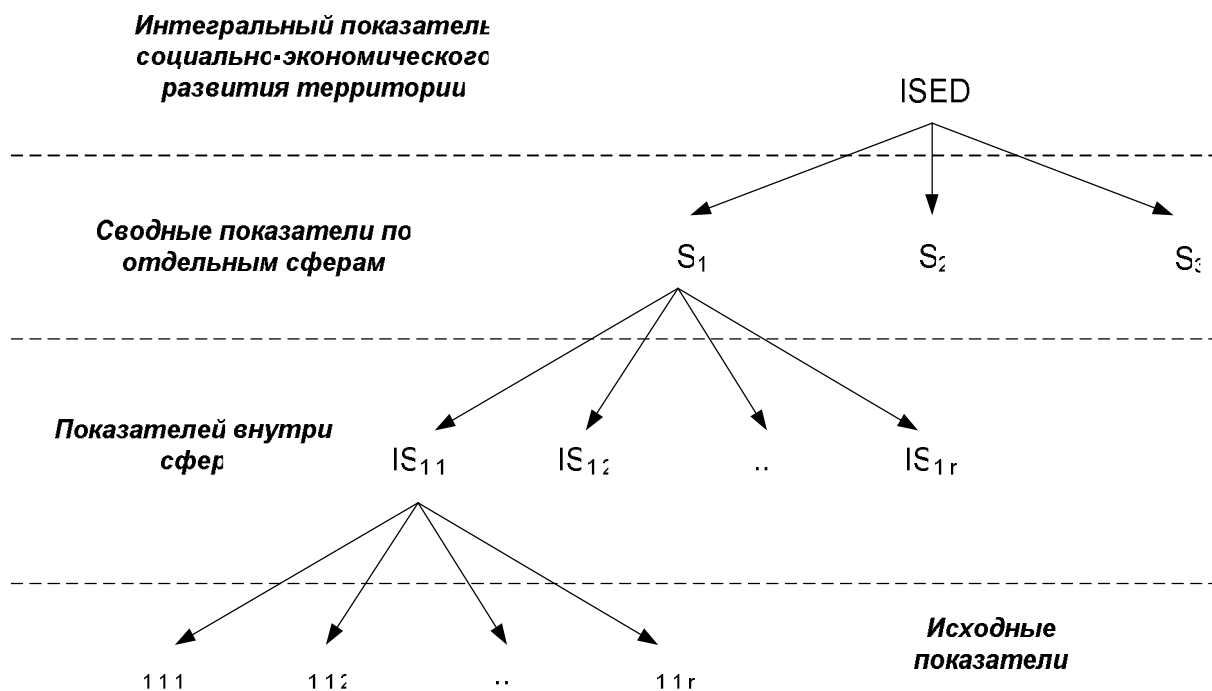 Интегральный показатель
социально-экономического
развития территории
ISED
Сводные показатели по
отдельным сферам
S₁ S₂ S₃
Показателей внутри
сфер
IS₁₁ IS₁₂ .. IS₁r
Исходные
показатели
111 112 .. 11r